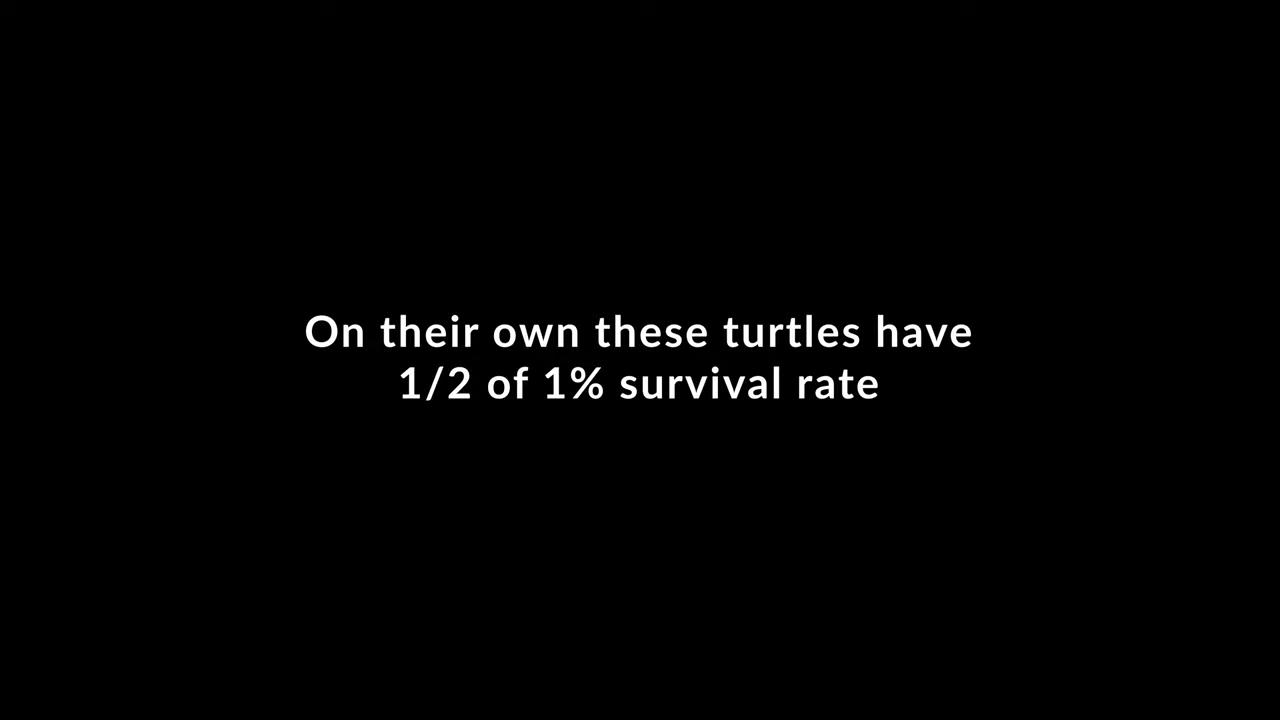 On their own these turtles have
1/2 of 1% survival rate